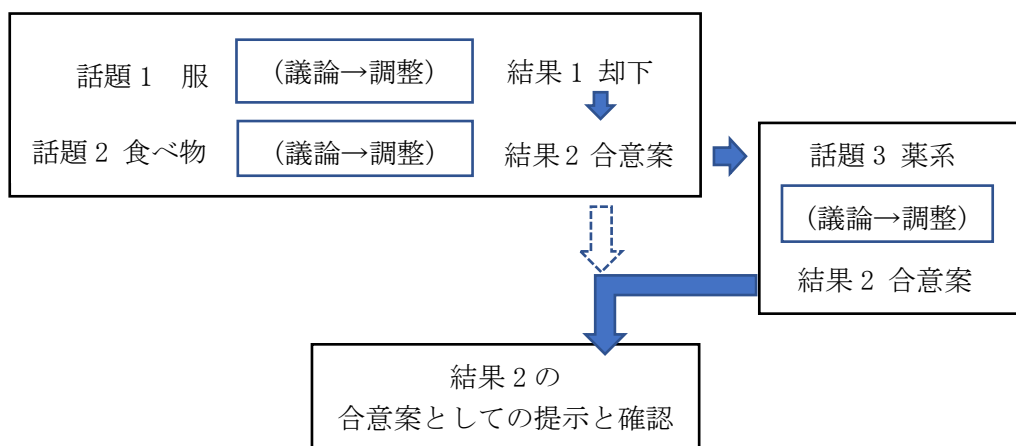 話題1 服 (議論→調整) 結果1 却下
話題2 食べ物 (議論→調整) 結果2 合意案
話題3 薬系
(議論→調整)
結果2 合意案
結果2の
合意案としての提示と確認